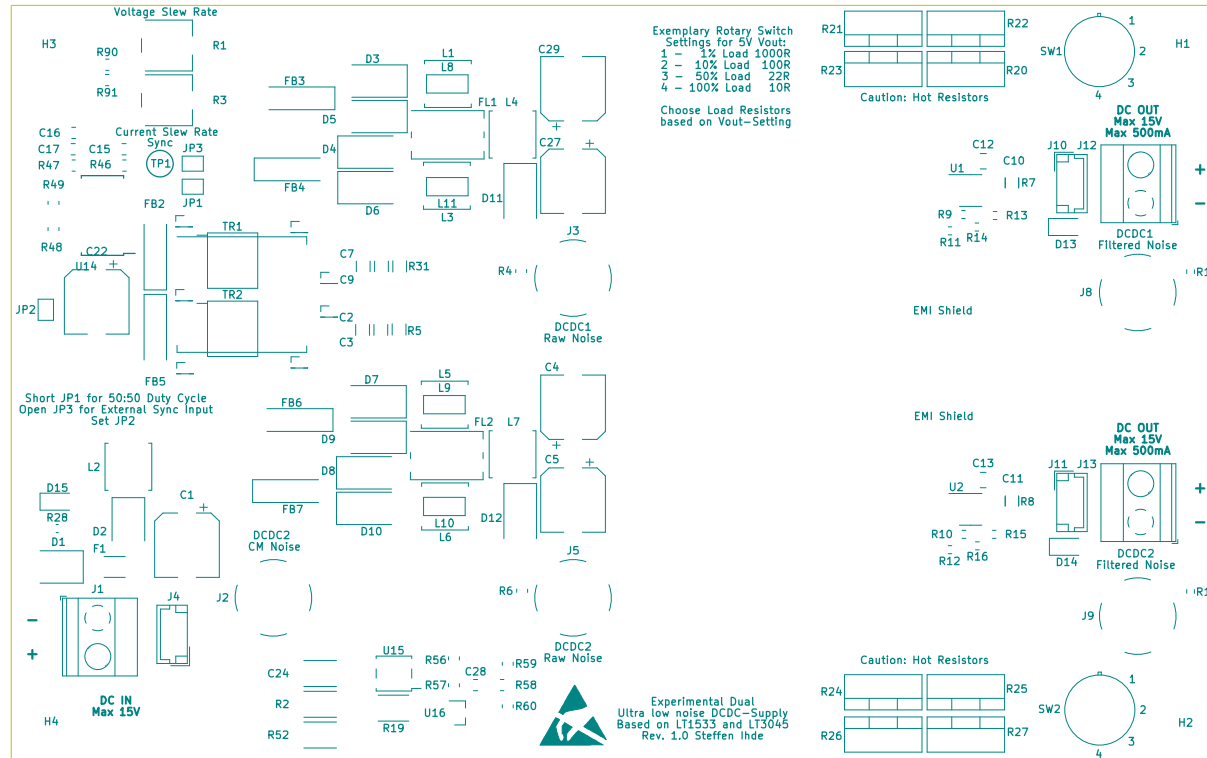 Voltage Slew Rate
H3
R90
R1
R91
R3
Current Slew Rate
Sync
C16
C17
R47
C15
R46
TP1
JP3
JP1
R49
R48
FB2
C22
U14
JP2
TR1
TR2
FB5
FB3
FB4
D3
D5
D4
D6
L1
L8
FL1
L4
L11
L3
D11
C29
C27
C7
R31
C9
C2
C3
R5
J3
R4
DCDC1
Raw Noise
Exemplary Rotary Switch
Settings for 5V Vout:
1 - 1% Load 1000R
2 - 10% Load 100R
3 - 50% Load 22R
4 - 100% Load 10R
Choose Load Resistors
based on Vout-Setting
R21
R22
R23
R20
Caution: Hot Resistors
SW1
1
2
3
4
H1
DC OUT
Max 15V
Max 500mA
C12
U1
C10
R7
J10
J12
+
-
R9
R13
R11
R14
D13
DCDC1
Filtered Noise
R1
J8
EMI Shield
Short JP1 for 50:50 Duty Cycle
Open JP3 for External Sync Input
Set JP2
L2
D15
R28
D1
D2
F1
C1
J1
J4
-
+
DC IN
Max 15V
H4
FB6
FB7
D7
D9
D8
D10
L5
L9
FL2
L7
L10
L6
D12
C4
C5
DCDC2
CM Noise
J2
J5
R6
DCDC2
Raw Noise
C24
R2
R52
U15
R19
R56
R57
C28
R59
R58
R60
U16
Experimental Dual
Ultra low noise DCDC-Supply
Based on LT1533 and LT3045
Rev. 1.0 Steffen Ihde
EMI Shield
DC OUT
Max 15V
Max 500mA
C13
U2
C11
R8
J11
J13
+
-
R10
R15
R12
R16
D14
DCDC2
Filtered Noise
R1
J9
Caution: Hot Resistors
R24
R25
R26
R27
SW2
1
2
3
4
H2